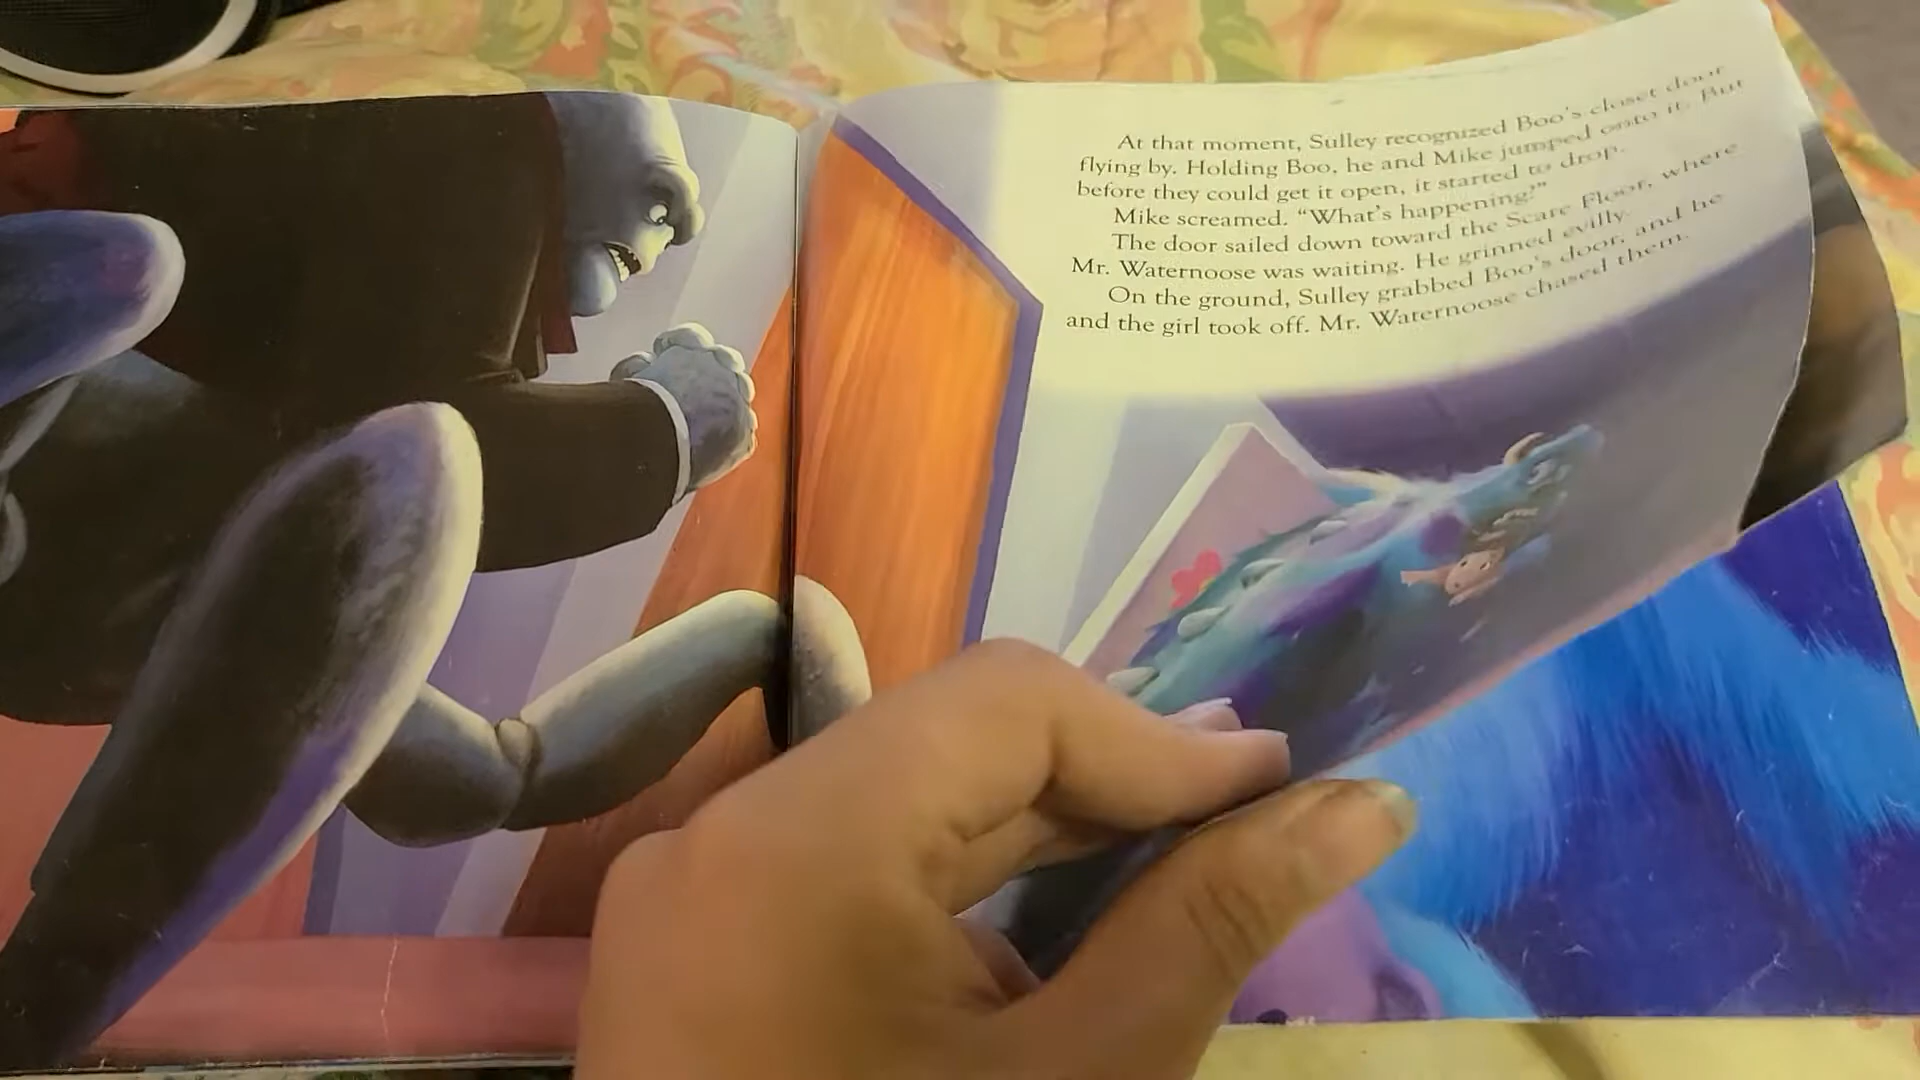 At that moment, Sulley recognized Boo's closet door
flying by. Holding Boo, he and Mike jumped onto it. But
before they could get it open, it started to drop.
Mike screamed. “What's happening?”
The door sailed down toward the Scare Floor, where
Mr. Waternoose was waiting. He grinned evilly.
On the ground, Sulley grabbed Boo's door, and he
and the girl took off. Mr. Waternoose chased them.